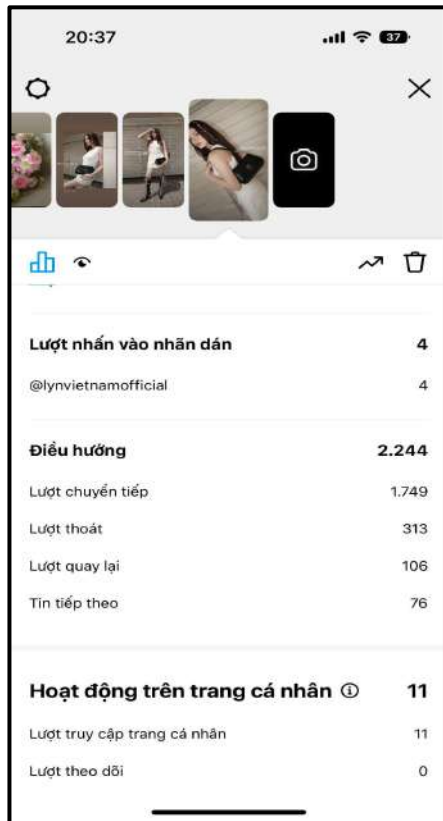 20:37
37
Lượt nhấn vào nhãn dán 4
@lynvietnamofficial 4
Điều hướng 2.244
Lượt chuyển tiếp 1.749
Lượt thoát 313
Lượt quay lại 106
Tin tiếp theo 76
Hoạt động trên trang cá nhân 11
Lượt truy cập trang cá nhân 11
Lượt theo dõi 0